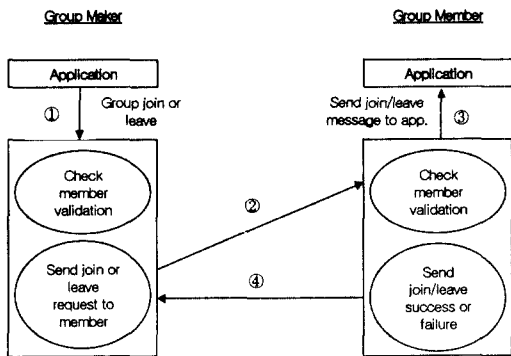 Group Maker
Group Member
Application
Application
①
Group join or
leave
Send join/leave
message to app.
③
Check
member
validation
②
Check
member
validation
Send join or
leave
request to
member
④
Send
join/leave
success or
failure